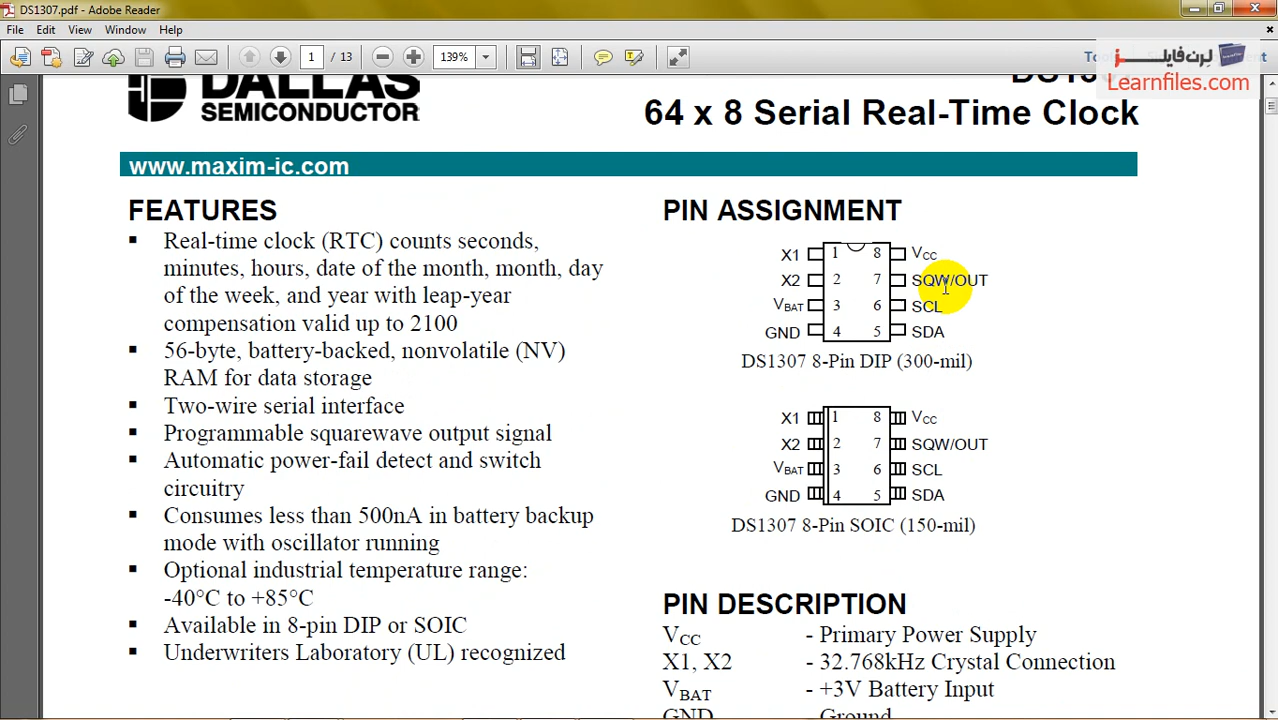 DS1307.pdf - Adobe Reader
File Edit View Window Help
1 / 13 139%
لرن‌فایل
Learnfiles.com
DALLAS
SEMICONDUCTOR
64 x 8 Serial Real-Time Clock
www.maxim-ic.com
FEATURES
▪ Real-time clock (RTC) counts seconds,
minutes, hours, date of the month, month, day
of the week, and year with leap-year
compensation valid up to 2100
▪ 56-byte, battery-backed, nonvolatile (NV)
RAM for data storage
▪ Two-wire serial interface
▪ Programmable squarewave output signal
▪ Automatic power-fail detect and switch
circuitry
▪ Consumes less than 500nA in battery backup
mode with oscillator running
▪ Optional industrial temperature range:
-40°C to +85°C
▪ Available in 8-pin DIP or SOIC
▪ Underwriters Laboratory (UL) recognized
PIN ASSIGNMENT
X1 1 8 VCC
X2 2 7 SQW/OUT
VBAT 3 6 SCL
GND 4 5 SDA
DS1307 8-Pin DIP (300-mil)
X1 1 8 VCC
X2 2 7 SQW/OUT
VBAT 3 6 SCL
GND 4 5 SDA
DS1307 8-Pin SOIC (150-mil)
PIN DESCRIPTION
VCC - Primary Power Supply
X1, X2 - 32.768kHz Crystal Connection
VBAT - +3V Battery Input
GND - Ground